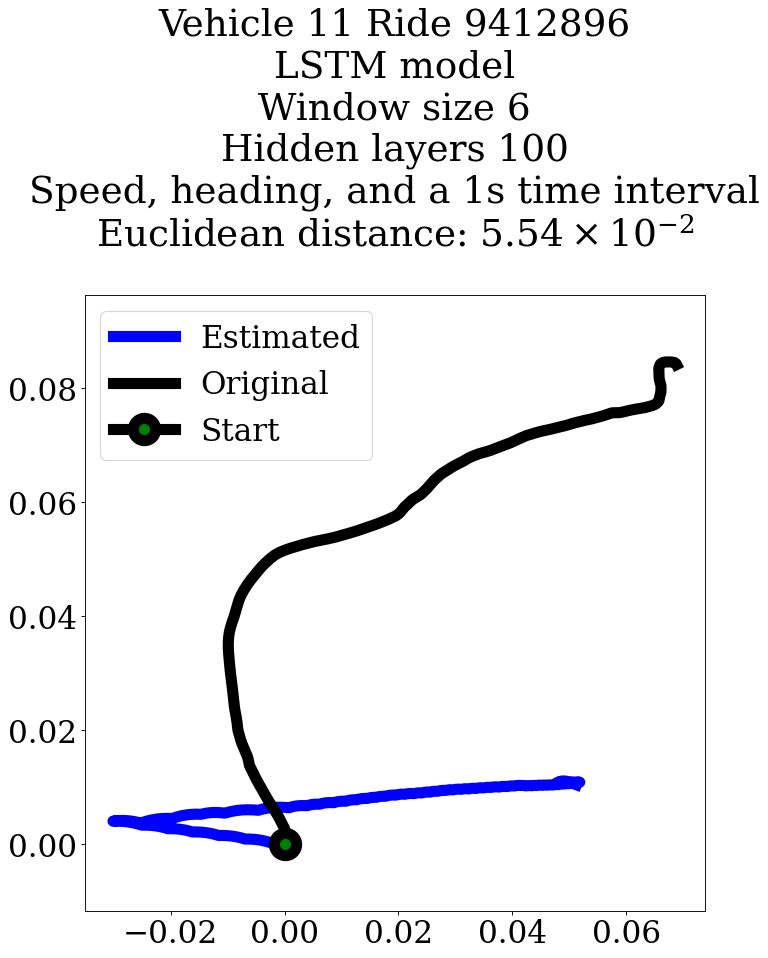 Vehicle 11 Ride 9412896
LSTM model
Window size 6
Hidden layers 100
Speed, heading, and a 1s time interval
Euclidean distance: 5.54 × 10⁻²
Estimated
Original
Start
0.08
0.06
0.04
0.02
0.00
−0.02 0.00 0.02 0.04 0.06